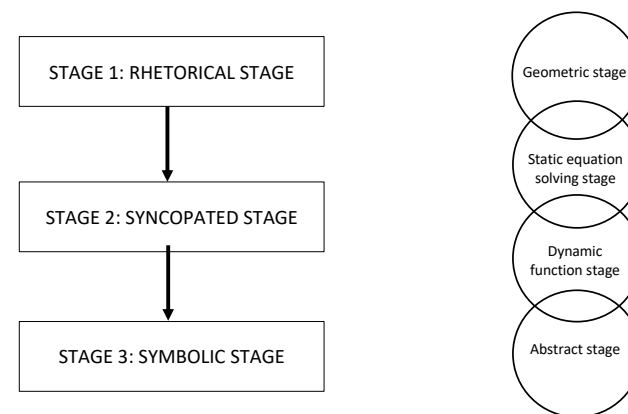 STAGE 1: RHETORICAL STAGE
STAGE 2: SYNCOPATED STAGE
STAGE 3: SYMBOLIC STAGE
Geometric stage
Static equation
solving stage
Dynamic
function stage
Abstract stage